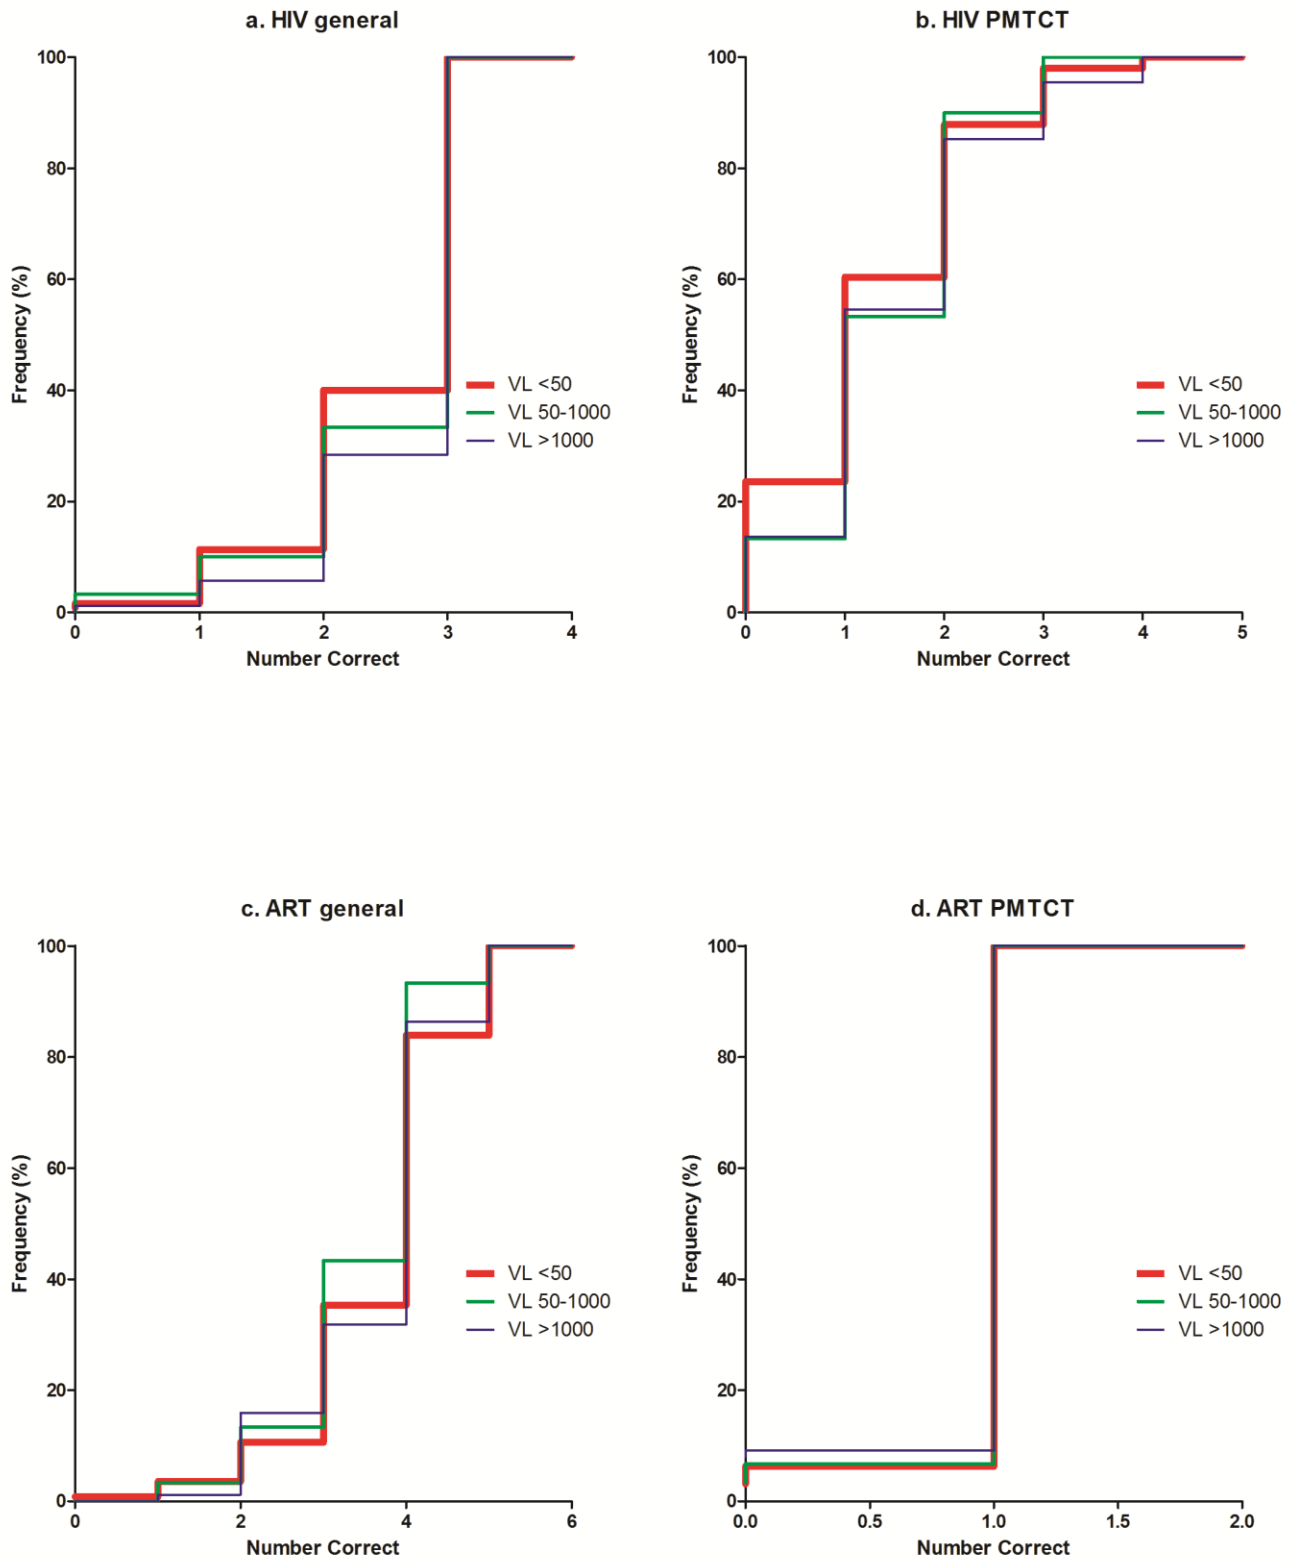 a. HIV general
100
80
60
40
20
0
Frequency (%)
VL <50
VL 50-1000
VL >1000
0 1 2 3 4
Number Correct
b. HIV PMTCT
100
80
60
40
20
0
Frequency (%)
VL <50
VL 50-1000
VL >1000
0 1 2 3 4 5
Number Correct
c. ART general
100
80
60
40
20
0
Frequency (%)
VL <50
VL 50-1000
VL >1000
0 2 4 6
Number Correct
d. ART PMTCT
100
80
60
40
20
0
Frequency (%)
VL <50
VL 50-1000
VL >1000
0.0 0.5 1.0 1.5 2.0
Number Correct